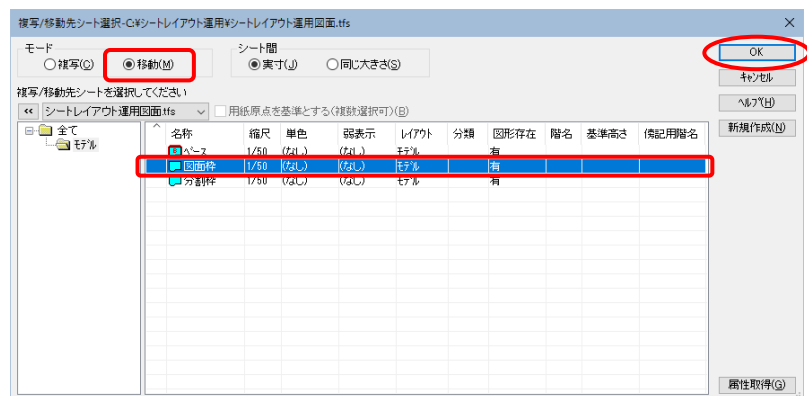 複写/移動先シート選択-C:¥シートレイアウト運用¥シートレイアウト運用図面.tfs
モード
複写(C) 移動(M)
シート間
実寸(J) 同じ大きさ(S)
OK
ｷｬﾝｾﾙ
ﾍﾙﾌﾟ(H)
新規作成(N)
複写/移動先シートを選択してください
<< シートレイアウト運用図面.tfs 用紙原点を基準とする(複数選択可)(B)
全て
ﾓﾃﾞﾙ
名称 縮尺 単色 弱表示 ﾚｲｱｳﾄ 分類 図形存在 階名 基準高さ 傍記用階名
ﾍﾞｰｽ 1/50 (なし) (なし) ﾓﾃﾞﾙ 有
図面枠 1/50 (なし) (なし) ﾓﾃﾞﾙ 有
分割枠 1/50 (なし) (なし) ﾓﾃﾞﾙ 有
属性取得(G)